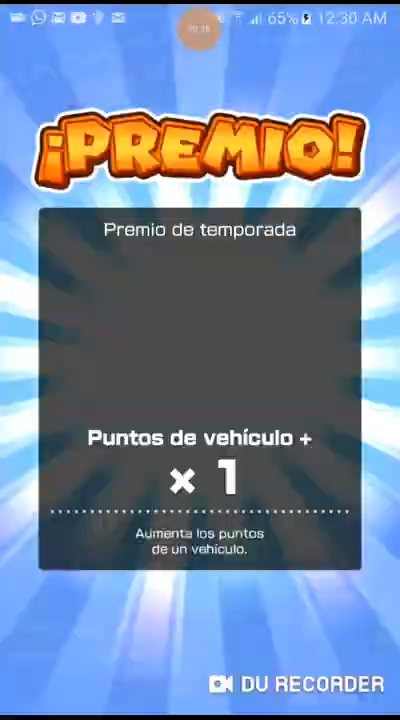 65% 12:30 AM
¡PREMIO!
Premio de temporada
Puntos de vehículo +
x 1
Aumenta los puntos
de un vehículo.
DU RECORDER